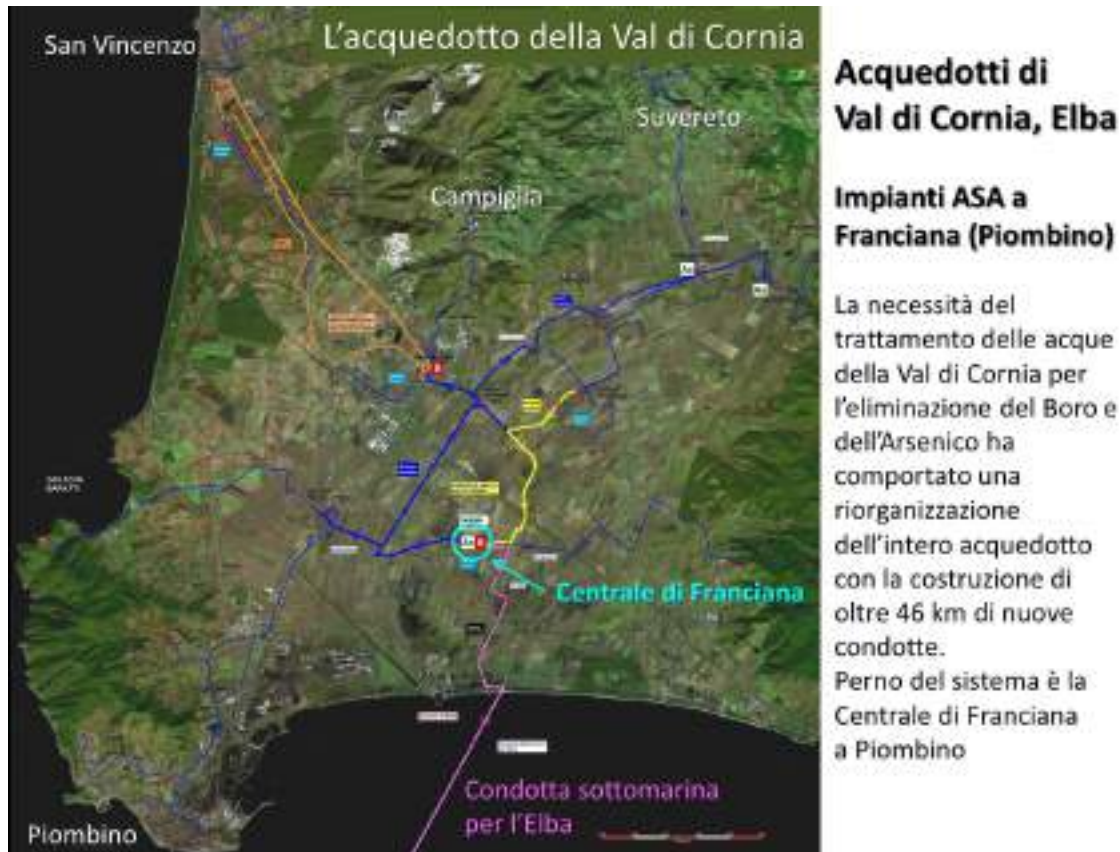 San Vincenzo
L'acquedotto della Val di Cornia
Suvereto
Campiglia
Centrale di Franciana
Condotta sottomarina
per l'Elba
Piombino
Acquedotti di
Val di Cornia, Elba
Impianti ASA a
Franciana (Piombino)
La necessità del
trattamento delle acque
della Val di Cornia per
l'eliminazione del Boro e
dell'Arsenico ha
comportato una
riorganizzazione
dell'intero acquedotto
con la costruzione di
oltre 46 km di nuove
condotte.
Perno del sistema è la
Centrale di Franciana
a Piombino